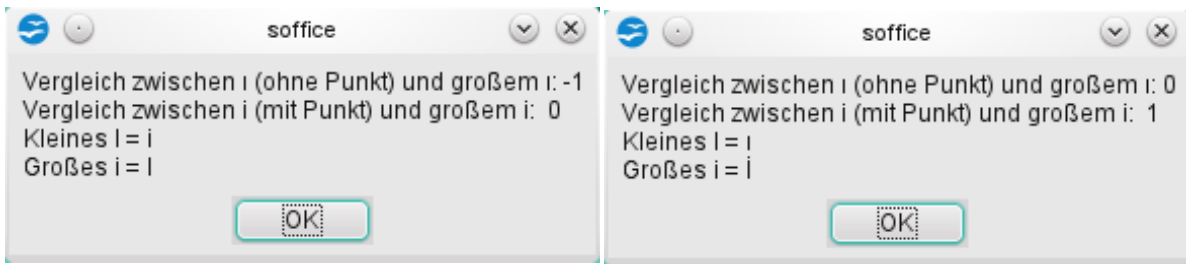 soffice
Vergleich zwischen ı (ohne Punkt) und großem ı: -1
Vergleich zwischen i (mit Punkt) und großem i: 0
Kleines I = i
Großes i = I
OK
soffice
Vergleich zwischen ı (ohne Punkt) und großem ı: 0
Vergleich zwischen i (mit Punkt) und großem i: 1
Kleines I = ı
Großes i = İ
OK